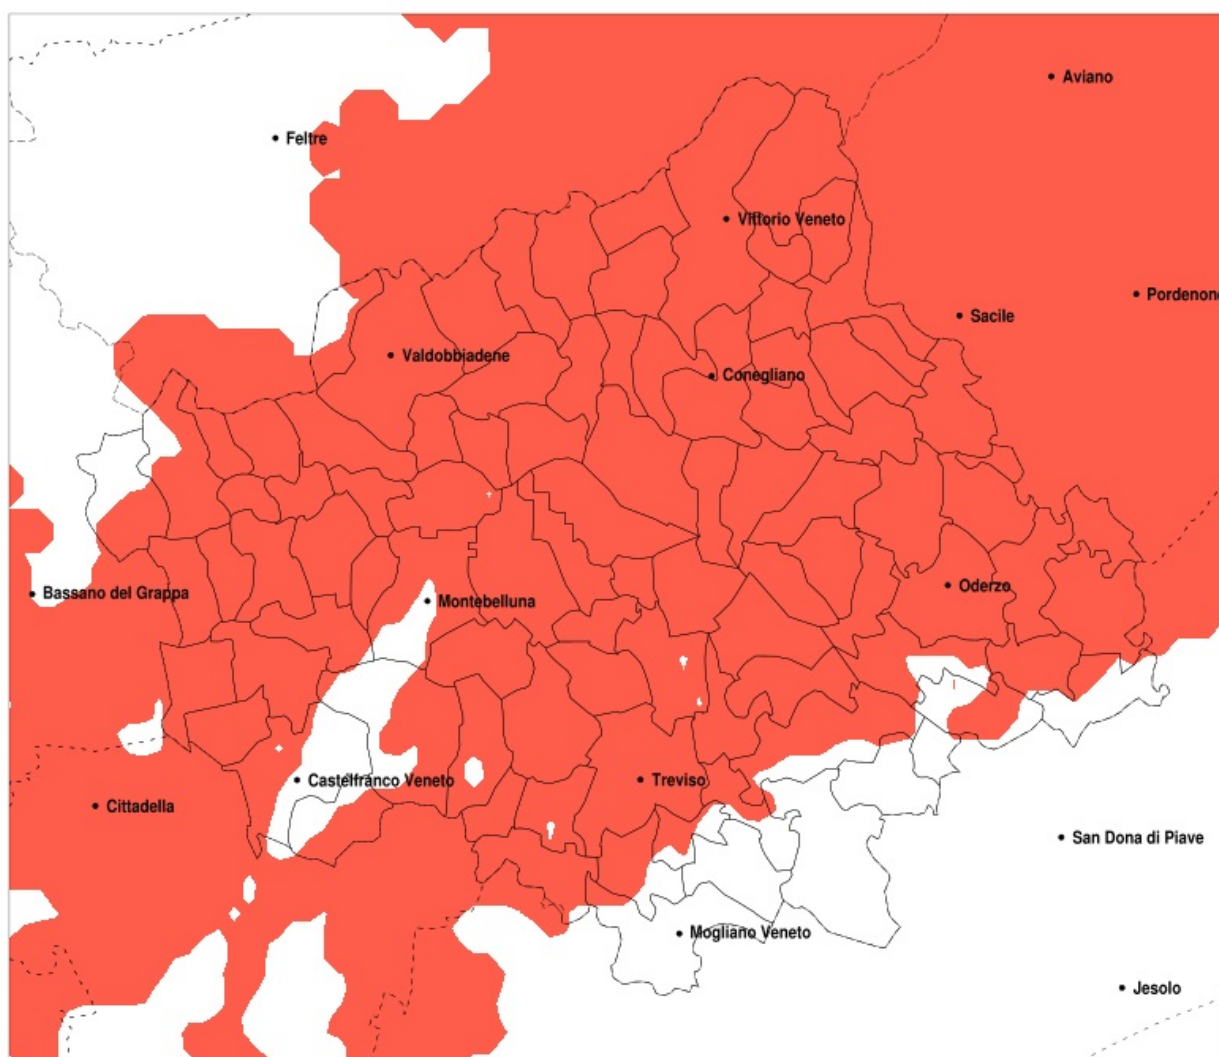 Aviano
Feltre
Vittorio Veneto
Pordenone
Sacile
Valdobbiadene
Conegliano
Oderzo
Bassano del Grappa
Montebelluna
Castelfranco Veneto
Treviso
Cittadella
San Dona di Piave
Mogliano Veneto
Jesolo